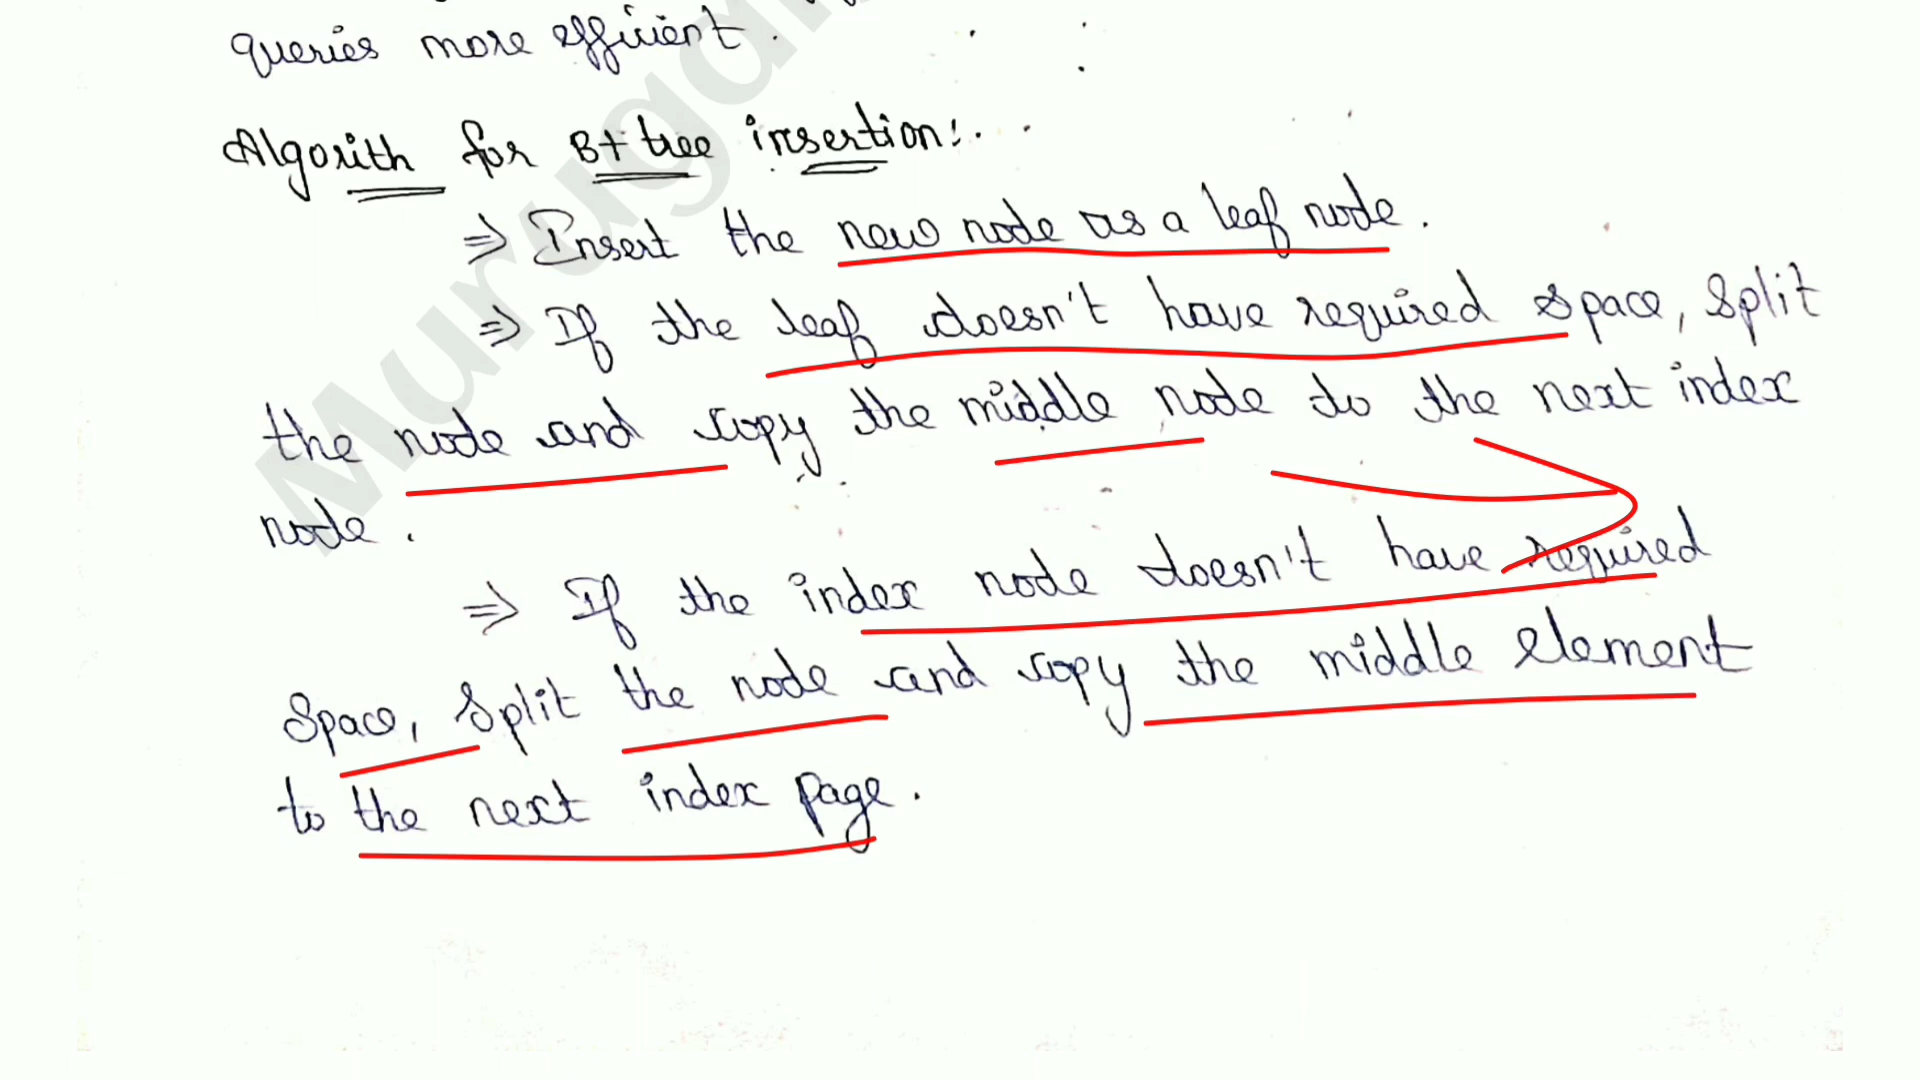 queries more efficient.
Algorith for B+ tree insertion:
⇒ Insert the new node as a leaf node.
⇒ If the leaf doesn't have required space, split
the node and copy the middle node to the next index
node.
⇒ If the index node doesn't have required
Space, Split the node and copy the middle element
to the next index page.